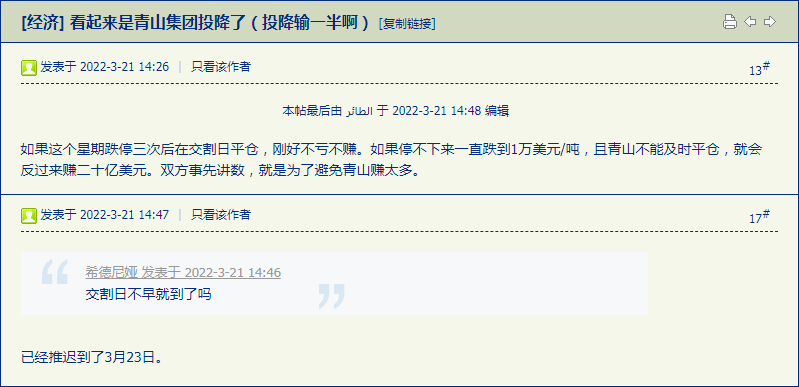 [经济] 看起来是青山集团投降了（投降输一半啊） [复制链接]
发表于 2022-3-21 14:26 | 只看该作者 13#
本帖最后由 الطائر 于 2022-3-21 14:48 编辑
如果这个星期跌停三次后在交割日平仓，刚好不亏不赚。如果停不下来一直跌到1万美元/吨，且青山不能及时平仓，就会
反过来赚二十亿美元。双方事先讲数，就是为了避免青山赚太多。
发表于 2022-3-21 14:47 | 只看该作者 17#
希德尼娅 发表于 2022-3-21 14:46
交割日不早就到了吗
已经推迟到了3月23日。